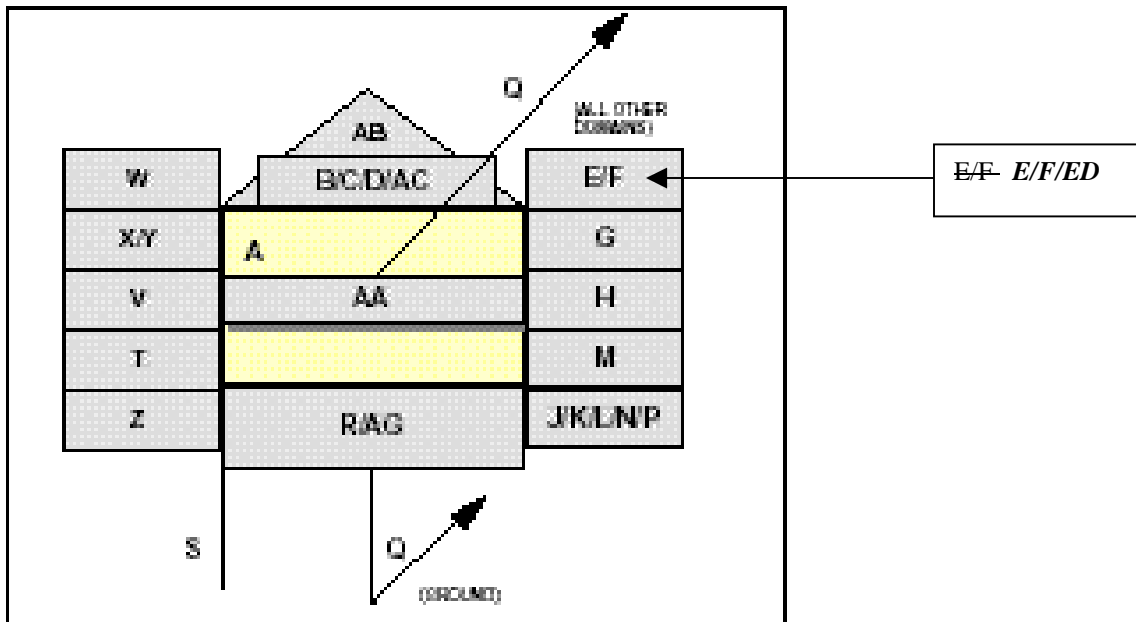 Q
(ALL OTHER
DOMAINS)
AB
W
B/C/D/AC
E/F
E/F E/F/ED
X/Y
A
G
V
AA
H
T
M
Z
R/AG
J/K/L/N/P
S
Q
(GROUND)